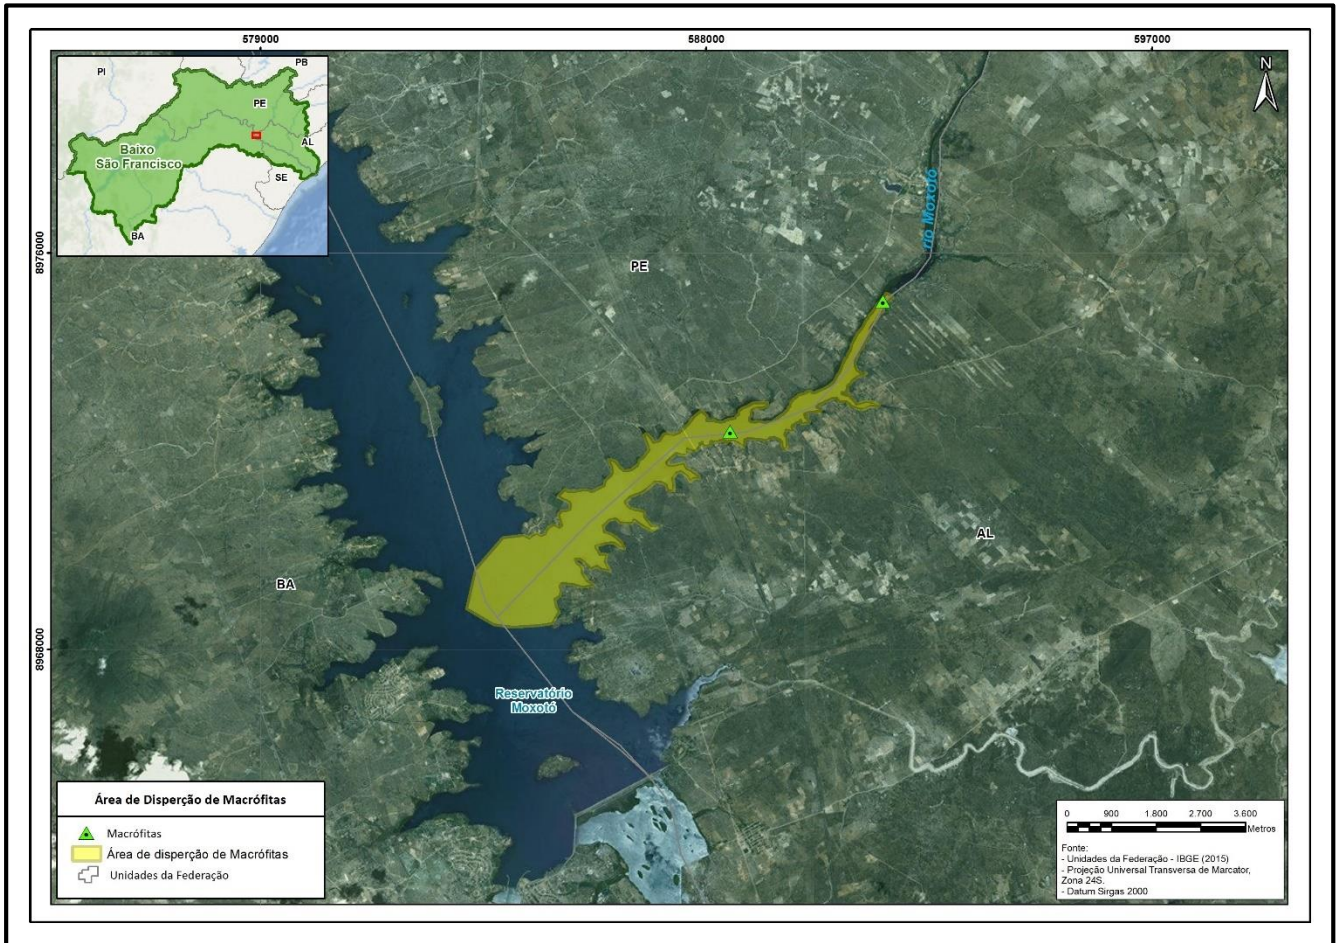 579000
588000
597000
PI
PB
PE
AL
Baixo
São Francisco
SE
BA
N
8976000
rio Moxotó
PE
AL
BA
8968000
Reservatório
Moxotó
Área de Disperção de Macrófitas
Macrófitas
Área de disperção de Macrófitas
Unidades da Federação
0 900 1.800 2.700 3.600
Metros
Fonte:
- Unidades da Federação - IBGE (2015)
- Projeção Universal Transversa de Marcator,
Zona 24S.
- Datum Sirgas 2000